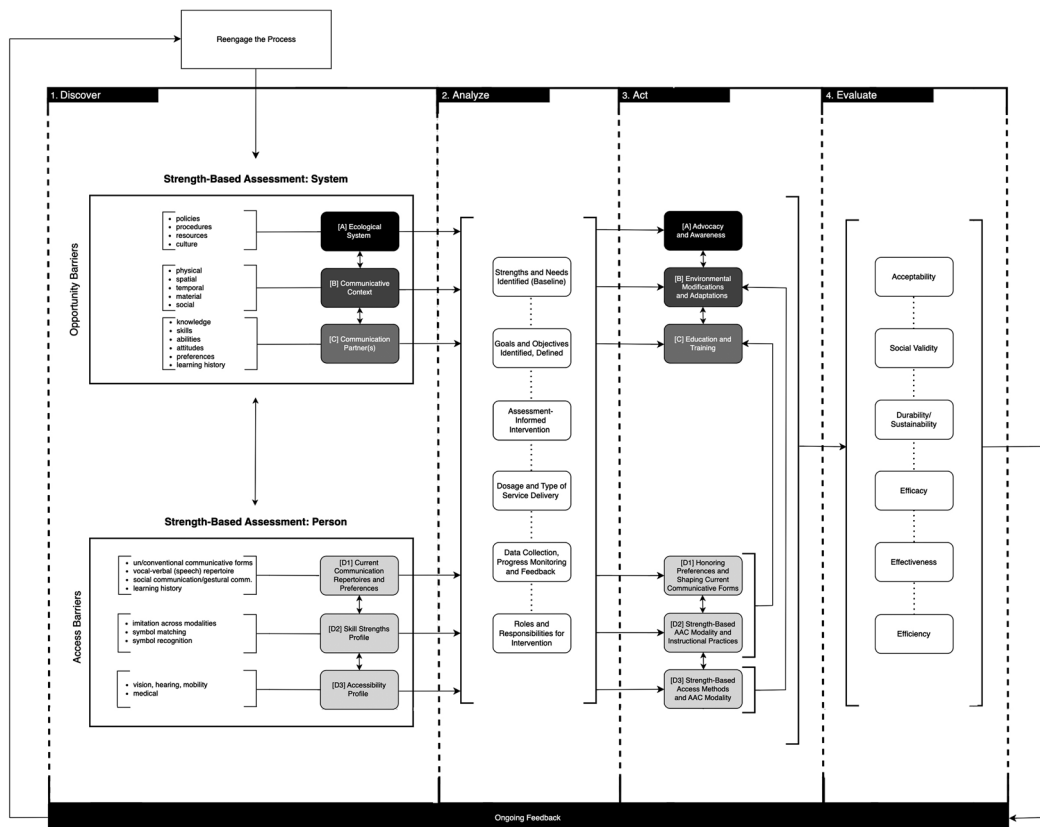 Reengage the Process
1. Discover
2. Analyze
3. Act
4. Evaluate
Strength-Based Assessment: System
Opportunity Barriers
• policies
• procedures
• resources
• culture
[A] Ecological
System
• physical
• spatial
• temporal
• material
• social
[B] Communicative
Context
• knowledge
• skills
• abilities
• attitudes
• preferences
• learning history
[C] Communication
Partner(s)
Strength-Based Assessment: Person
Access Barriers
• un/conventional communicative forms
• vocal-verbal (speech) repertoire
• social communication/gestural comm.
• learning history
[D1] Current
Communication
Repertoires and
Preferences
• imitation across modalities
• symbol matching
• symbol recognition
[D2] Skill Strengths
Profile
• vision, hearing, mobility
• medical
[D3] Accessibility
Profile
Strengths and Needs
Identified (Baseline)
Goals and Objectives
Identified, Defined
Assessment-
Informed
Intervention
Dosage and Type of
Service Delivery
Data Collection,
Progress Monitoring
and Feedback
Roles and
Responsibilities for
Intervention
[A] Advocacy
and Awareness
[B] Environmental
Modifications
and Adaptations
[C] Education and
Training
[D1] Honoring
Preferences and
Shaping Current
Communicative Forms
[D2] Strength-Based
AAC Modality and
Instructional Practices
[D3] Strength-Based
Access Methods
and AAC Modality
Acceptability
Social Validity
Durability/
Sustainability
Efficacy
Effectiveness
Efficiency
Ongoing Feedback